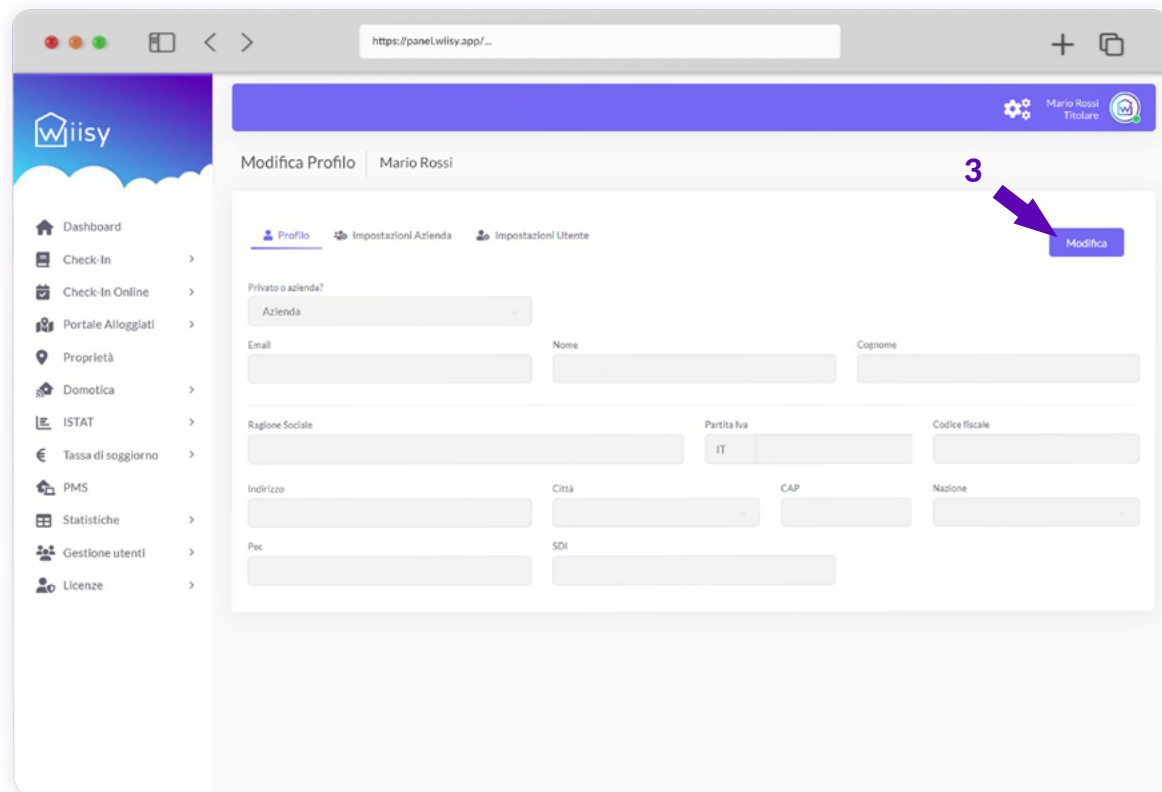 https://panel.wiisy.app/...
wiisy
Mario Rossi
Titolare
Modifica Profilo
Mario Rossi
3
Dashboard
Check-In
Check-In Online
Portale Alloggiati
Proprietà
Domotica
ISTAT
Tassa di soggiorno
PMS
Statistiche
Gestione utenti
Licenze
Profilo
Impostazioni Azienda
Impostazioni Utente
Modifica
Privato o azienda?
Azienda
Email
Nome
Cognome
Ragione Sociale
Partita Iva
Codice fiscale
IT
Indirizzo
Città
CAP
Nazione
Pec
SDI